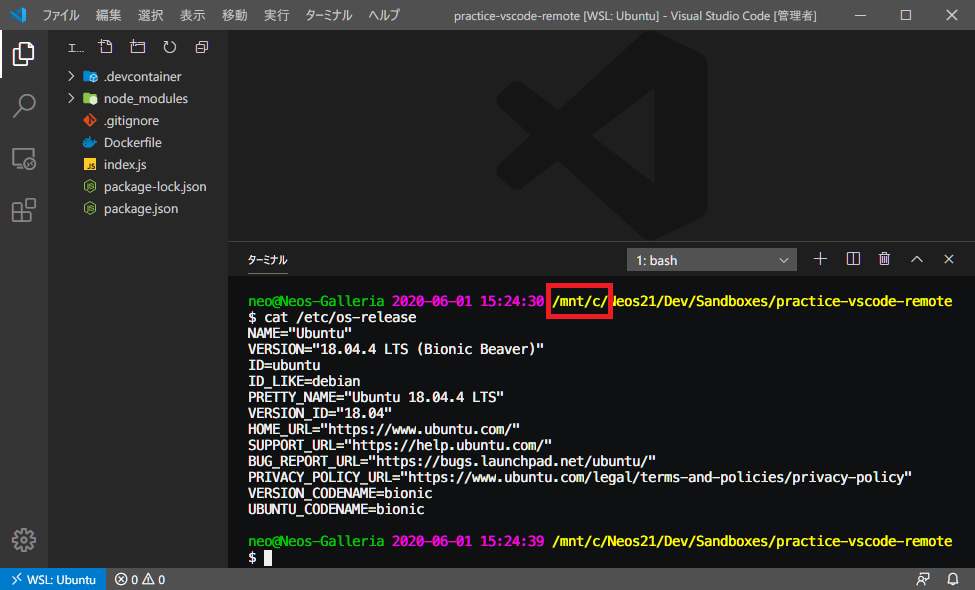 ファイル 編集 選択 表示 移動 実行 ターミナル ヘルプ practice-vscode-remote [WSL: Ubuntu] - Visual Studio Code [管理者]
エ...
.devcontainer
node_modules
.gitignore
Dockerfile
index.js
package-lock.json
package.json
ターミナル 1: bash
neo@Neos-Galleria 2020-06-01 15:24:30 /mnt/c/Neos21/Dev/Sandboxes/practice-vscode-remote
$ cat /etc/os-release
NAME="Ubuntu"
VERSION="18.04.4 LTS (Bionic Beaver)"
ID=ubuntu
ID_LIKE=debian
PRETTY_NAME="Ubuntu 18.04.4 LTS"
VERSION_ID="18.04"
HOME_URL="https://www.ubuntu.com/"
SUPPORT_URL="https://help.ubuntu.com/"
BUG_REPORT_URL="https://bugs.launchpad.net/ubuntu/"
PRIVACY_POLICY_URL="https://www.ubuntu.com/legal/terms-and-policies/privacy-policy"
VERSION_CODENAME=bionic
UBUNTU_CODENAME=bionic
neo@Neos-Galleria 2020-06-01 15:24:39 /mnt/c/Neos21/Dev/Sandboxes/practice-vscode-remote
$
WSL: Ubuntu 0 0